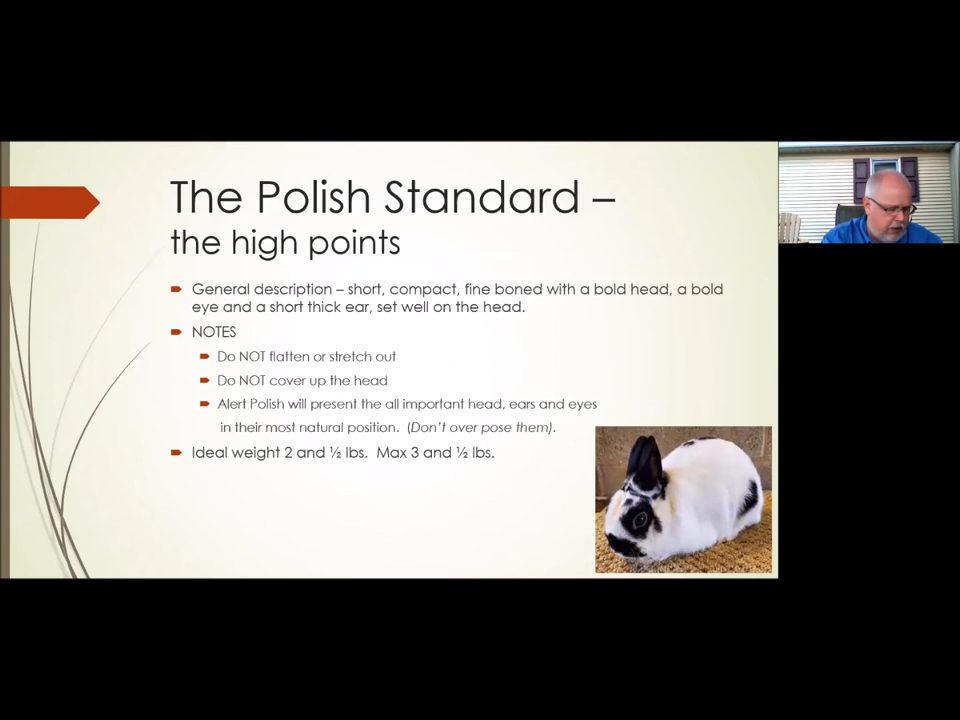 The Polish Standard –
the high points
General description – short, compact, fine boned with a bold head, a bold
eye and a short thick ear, set well on the head.
NOTES
Do NOT flatten or stretch out
Do NOT cover up the head
Alert Polish will present the all important head, ears and eyes
in their most natural position. (Don't over pose them).
Ideal weight 2 and ½ lbs. Max 3 and ½ lbs.